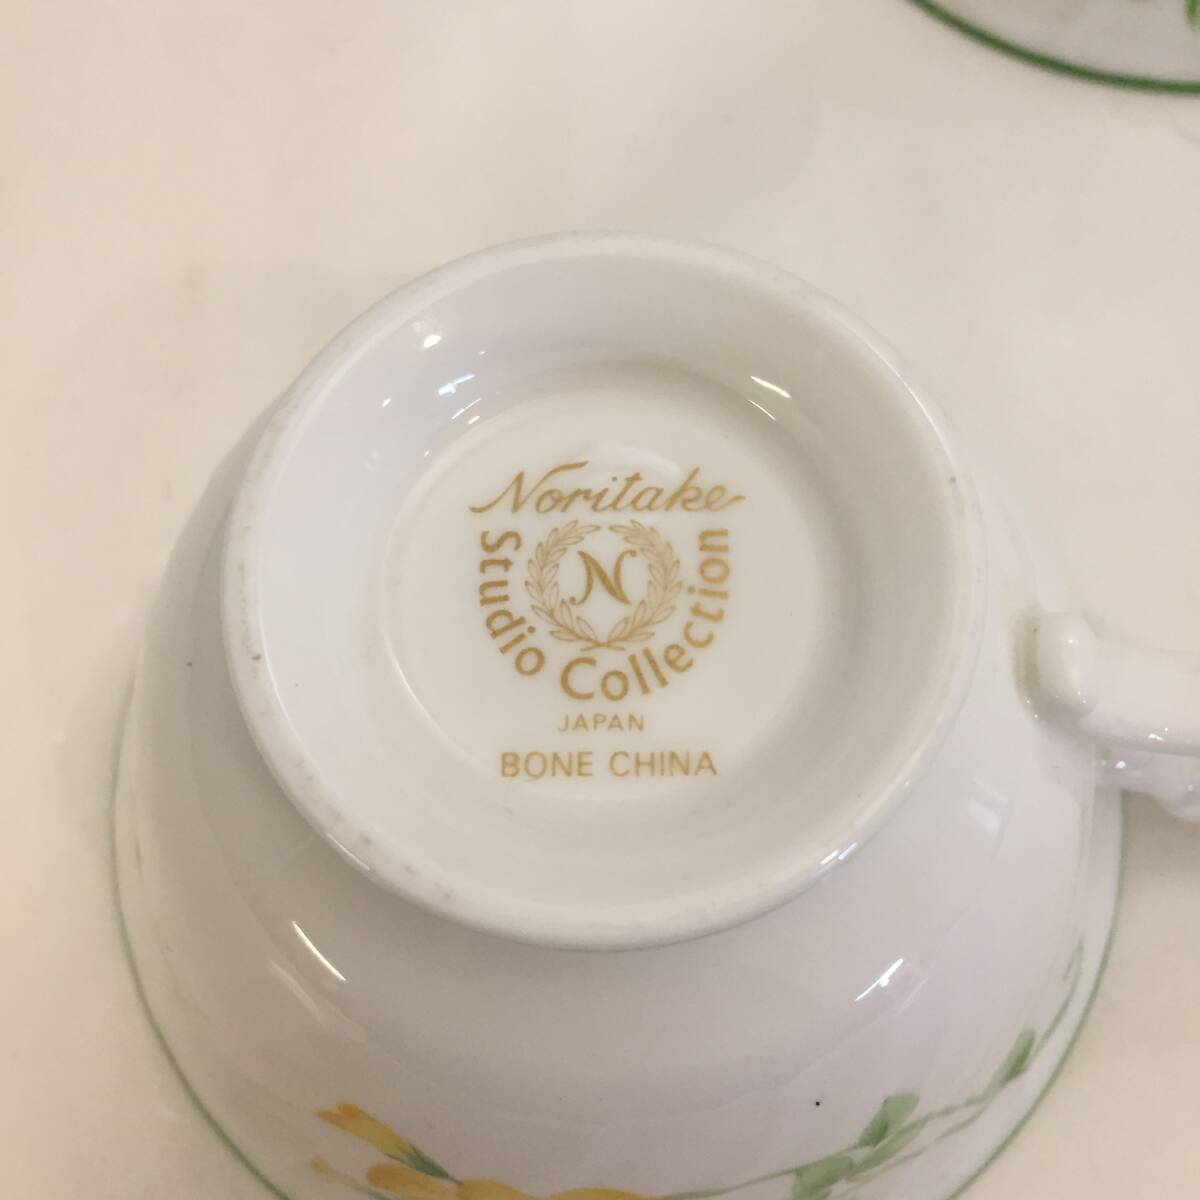 Noritake
N
Studio Collection
JAPAN
BONE CHINA